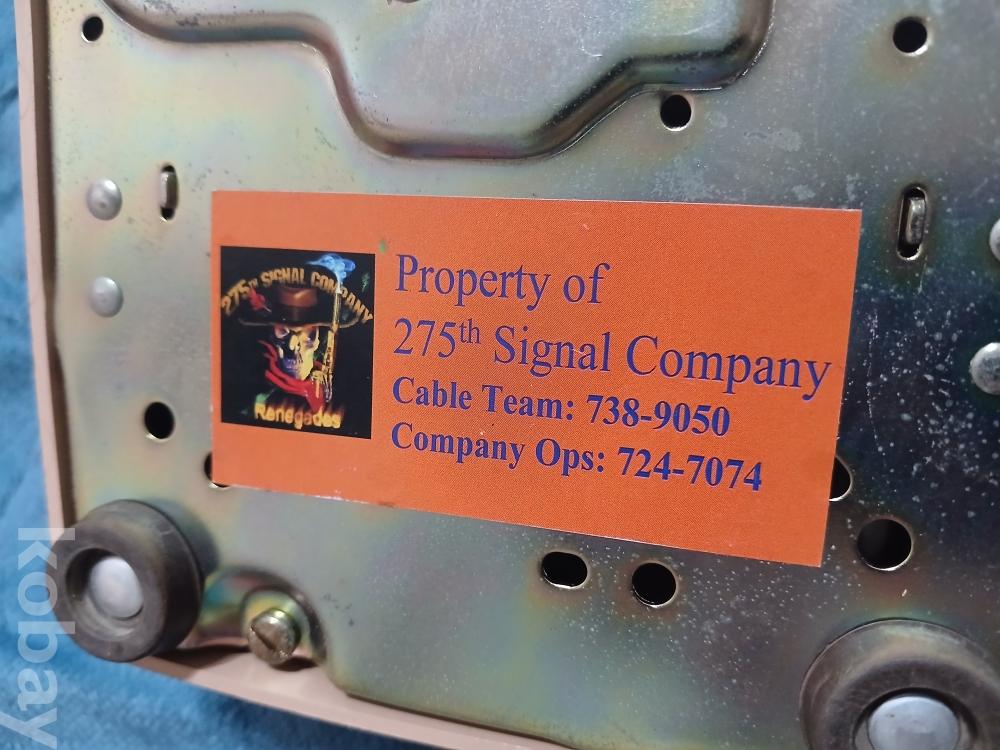 275TH SIGNAL COMPANY
Renegades
Property of
275th Signal Company
Cable Team: 738-9050
Company Ops: 724-7074
kobay